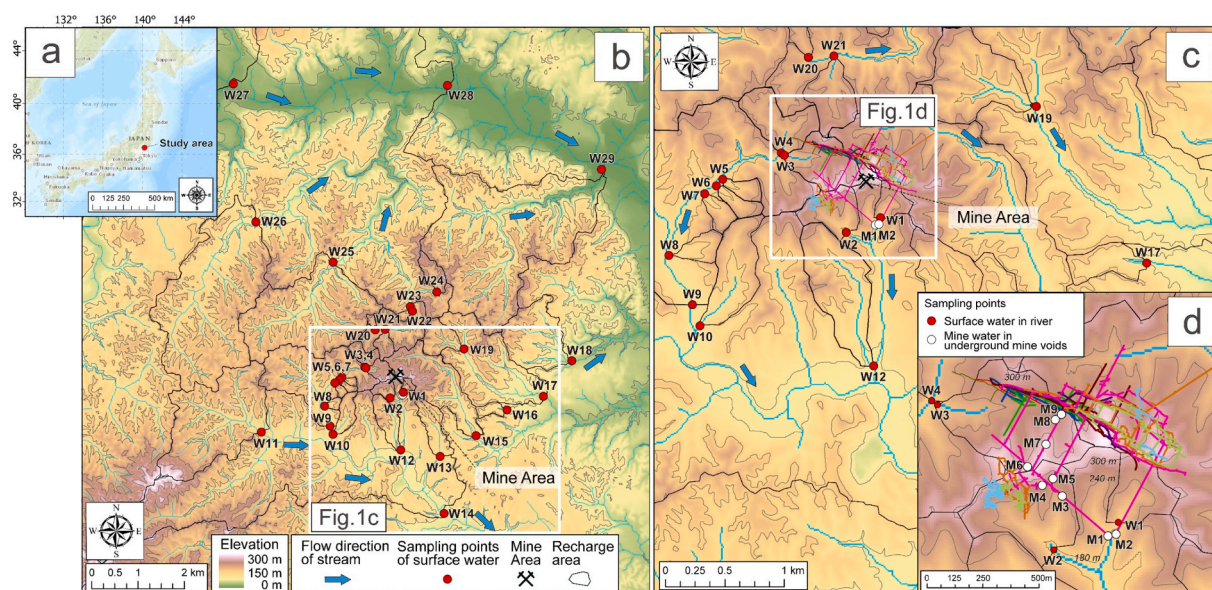 a
132° 136° 140° 144°
44°
40°
36°
32°
Sea of Japan
Sapporo
JAPAN
Tokyo
Study area
0 125 250 500 km
N
W E
S
b
W27
W28
W29
W26
W25
W24
W23
W22
W21
W20
W19
W18
W3,4
W5,6,7
W17
W8
W1
W2
W16
W9
W10
W11
W15
W12
W13
Mine Area
W14
Fig.1c
N
W E
S
0 0.5 1 2 km
Elevation
300 m
150 m
0 m
Flow direction
of stream
Sampling points
of surface water
Mine
Area
Recharge
area
c
N
W E
S
W21
W20
Fig.1d
W19
W4
W3
W5
W6
W7
Mine Area
W1
M1
M2
W2
W8
W17
W9
W10
W12
0 0.25 0.5 1 km
d
Sampling points
Surface water in river
Mine water in
underground mine voids
300 m
W4
W3
M9
M8
M7
M6
300 m
M5
240 m
M4
M3
W1
M1
M2
W2
180 m
0 250 500m